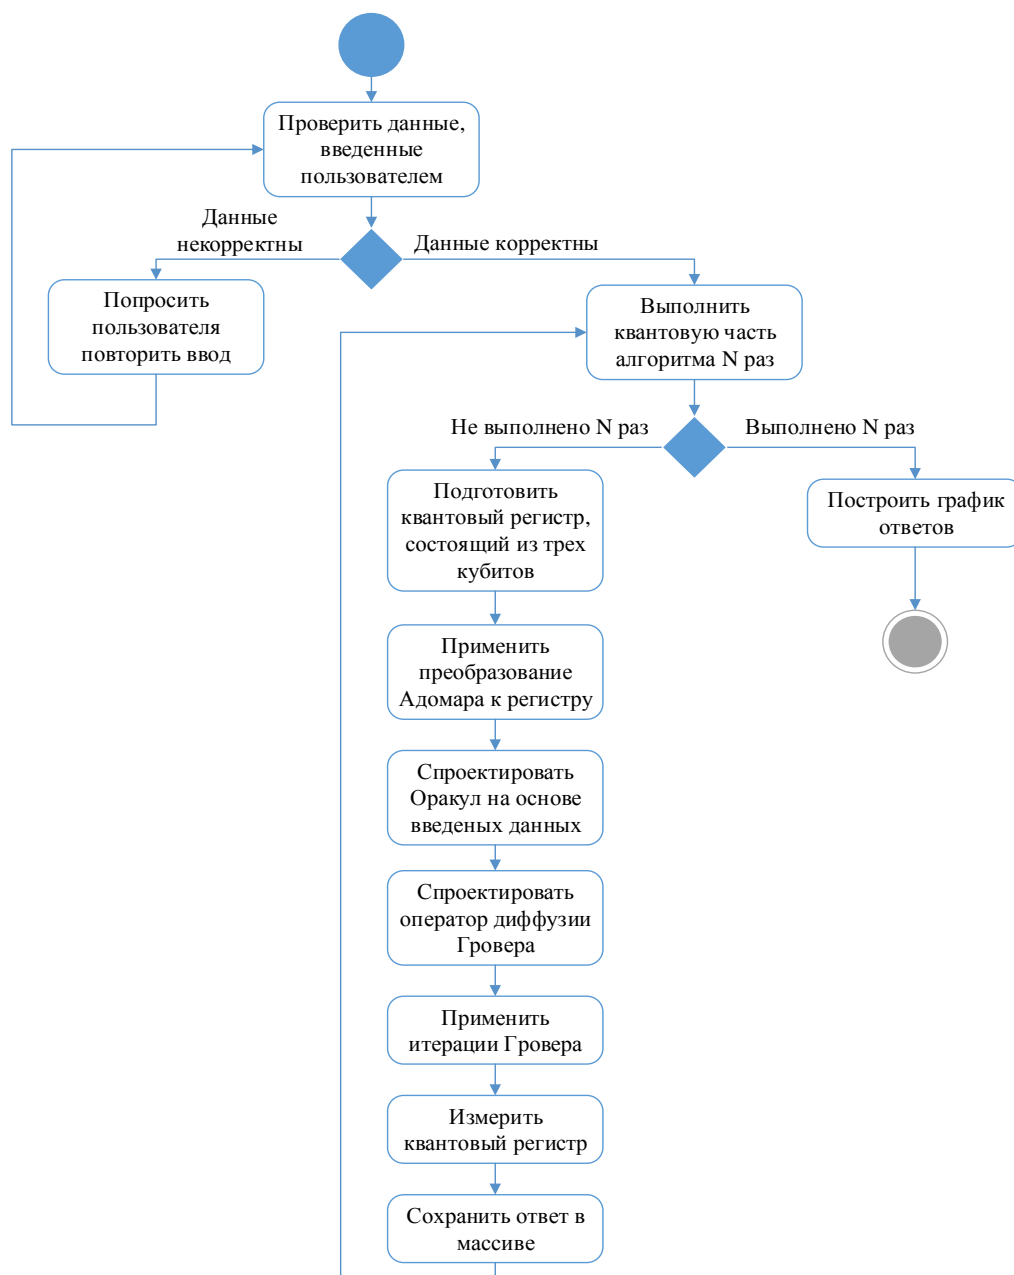 Проверить данные,
введенные
пользователем
Данные
некорректны
Данные корректны
Попросить
пользователя
повторить ввод
Выполнить
квантовую часть
алгоритма N раз
Не выполнено N раз
Выполнено N раз
Подготовить
квантовый регистр,
состоящий из трех
кубитов
Построить график
ответов
Применить
преобразование
Адомара к регистру
Спроектировать
Оракул на основе
введеных данных
Спроектировать
оператор диффузии
Гровера
Применить
итерации Гровера
Измерить
квантовый регистр
Сохранить ответ в
массиве